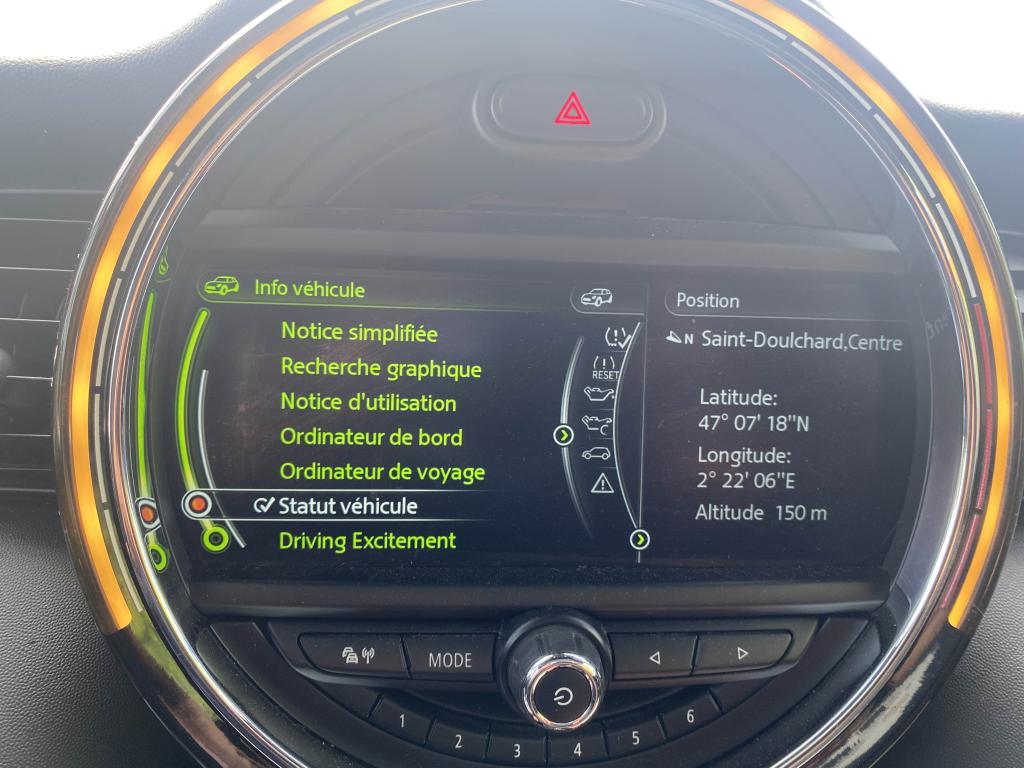 Info véhicule
Notice simplifiée
Recherche graphique
Notice d'utilisation
Ordinateur de bord
Ordinateur de voyage
Statut véhicule
Driving Excitement
RESET
Position
N Saint-Doulchard,Centre
Latitude:
47° 07' 18"N
Longitude:
2° 22' 06"E
Altitude 150 m
MODE
1
2
3
4
5
6